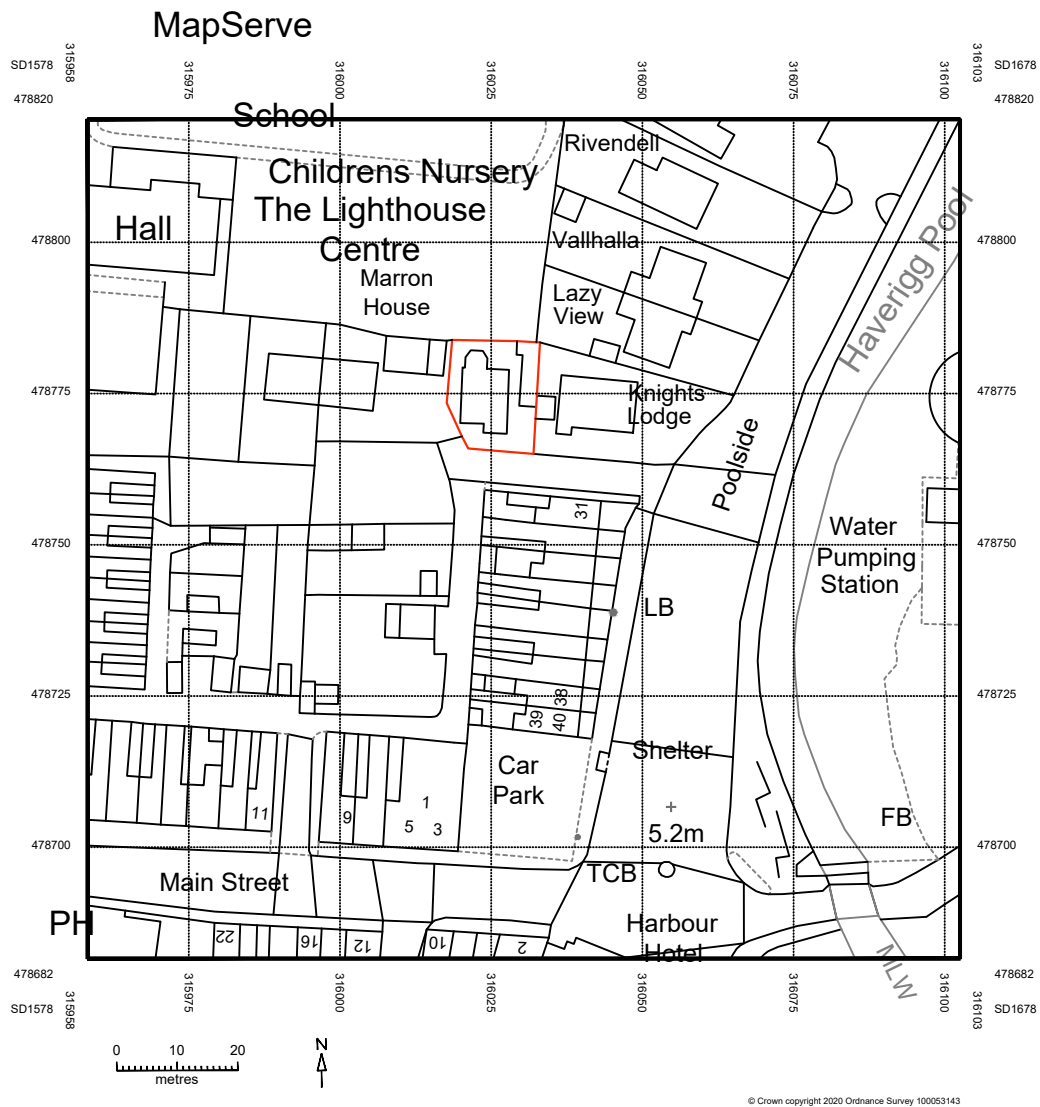 MapServe
315958
315975
316000
316025
316050
316075
316100
316103
SD1578
SD1678
478820
478820
School
Rivendell
Childrens Nursery
The Lighthouse
Centre
Hall
Vallhalla
478800
478800
Haverigg Pool
Marron
House
Lazy
View
478775
478775
Knights
Lodge
Poolside
31
Water
Pumping
Station
478750
478750
LB
478725
478725
38
39
40
Shelter
Car
Park
11
9
1
5
3
5.2m
FB
478700
478700
TCB
Main Street
PH
22
16
12
10
2
Harbour
Hotel
MLW
478682
478682
SD1578
SD1678
315958
315975
316000
316025
316050
316075
316100
316103
0
10
20
metres
N
© Crown copyright 2020 Ordnance Survey 100053143